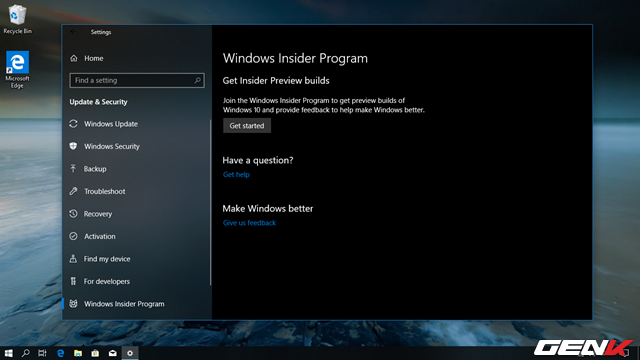 Recycle Bin
Microsoft
Edge
Settings
Home
Find a setting
Update & Security
Windows Update
Windows Security
Backup
Troubleshoot
Recovery
Activation
Find my device
For developers
Windows Insider Program
Windows Insider Program
Get Insider Preview builds
Join the Windows Insider Program to get preview builds of
Windows 10 and provide feedback to help make Windows better.
Get started
Have a question?
Get help
Make Windows better
Give us feedback
GENK